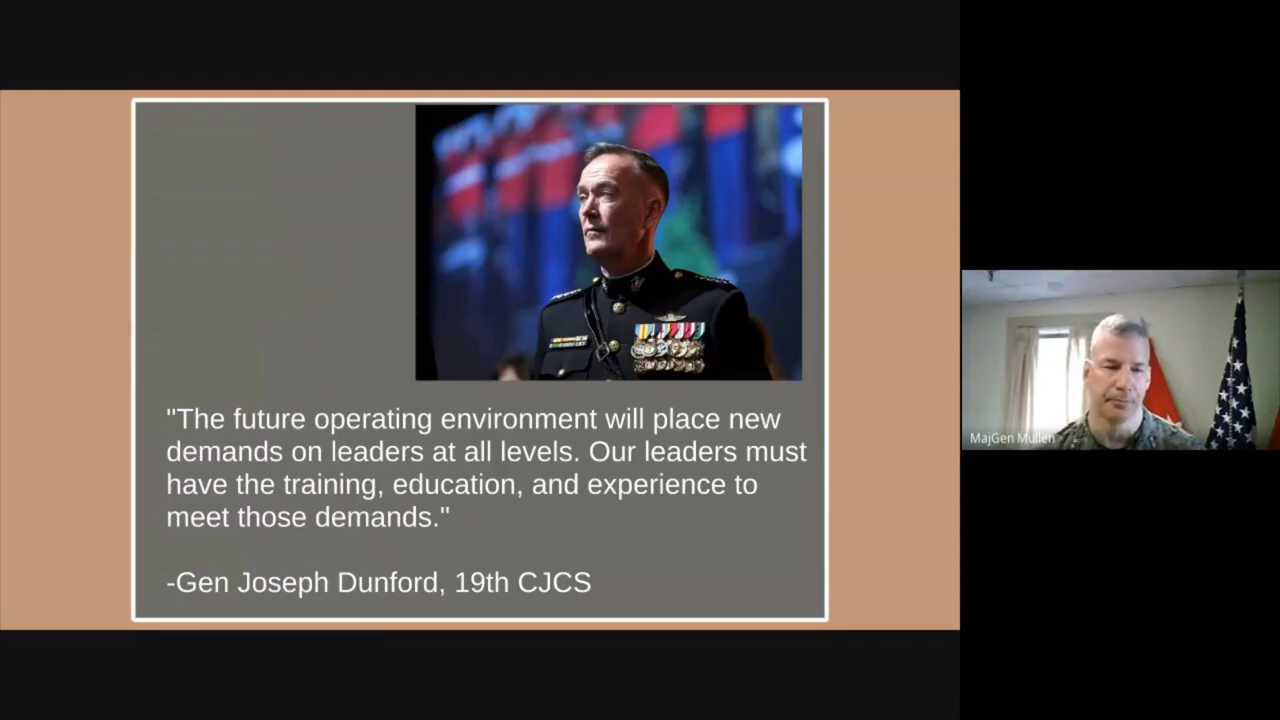 "The future operating environment will place new
demands on leaders at all levels. Our leaders must
have the training, education, and experience to
meet those demands."
-Gen Joseph Dunford, 19th CJCS
MajGen Mullen